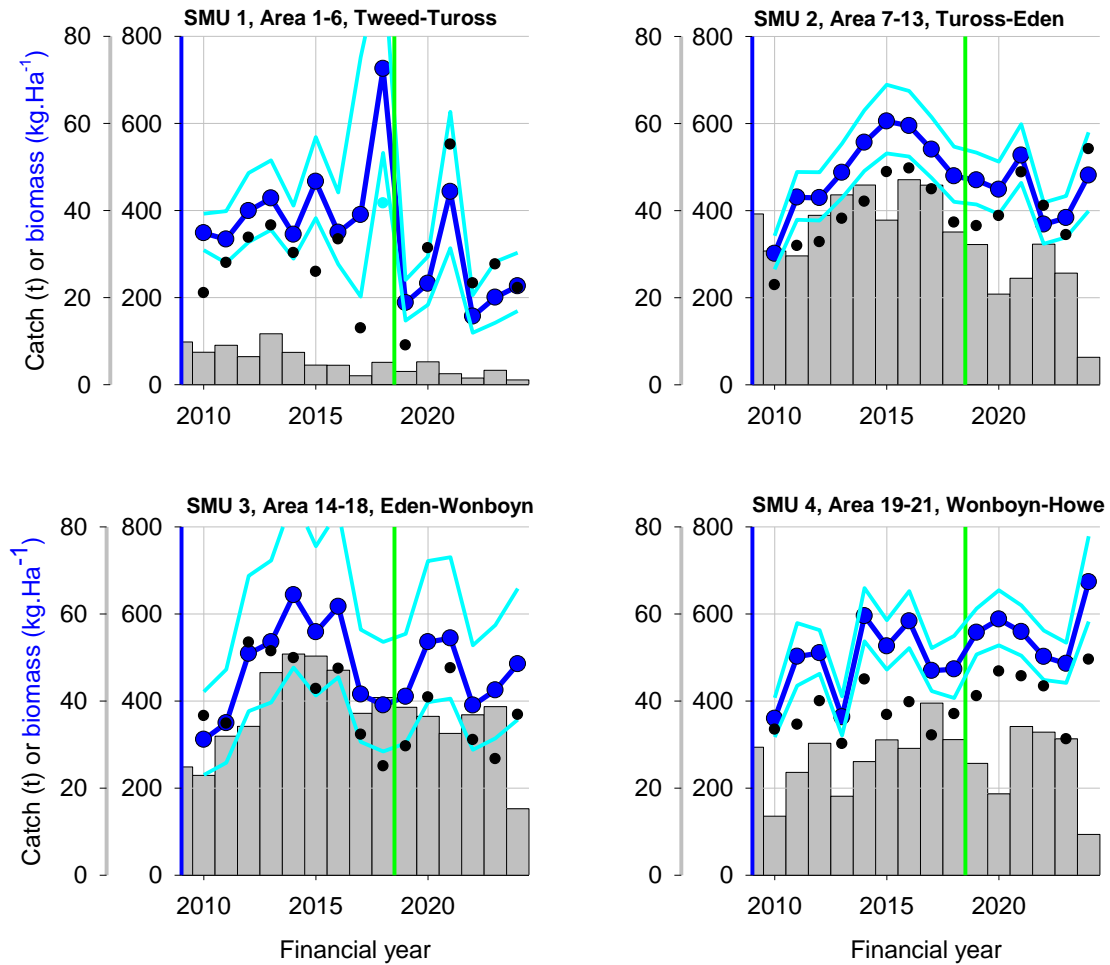 SMU 1, Area 1-6, Tweed-Tuross
SMU 2, Area 7-13, Tuross-Eden
80 800
60 600
40 400
20 200
0 0
2010 2015 2020
Catch (t) or biomass (kg.Ha-1)
80 800
60 600
40 400
20 200
0 0
2010 2015 2020
SMU 3, Area 14-18, Eden-Wonboyn
SMU 4, Area 19-21, Wonboyn-Howe
80 800
60 600
40 400
20 200
0 0
2010 2015 2020
Catch (t) or biomass (kg.Ha-1)
Financial year
80 800
60 600
40 400
20 200
0 0
2010 2015 2020
Financial year